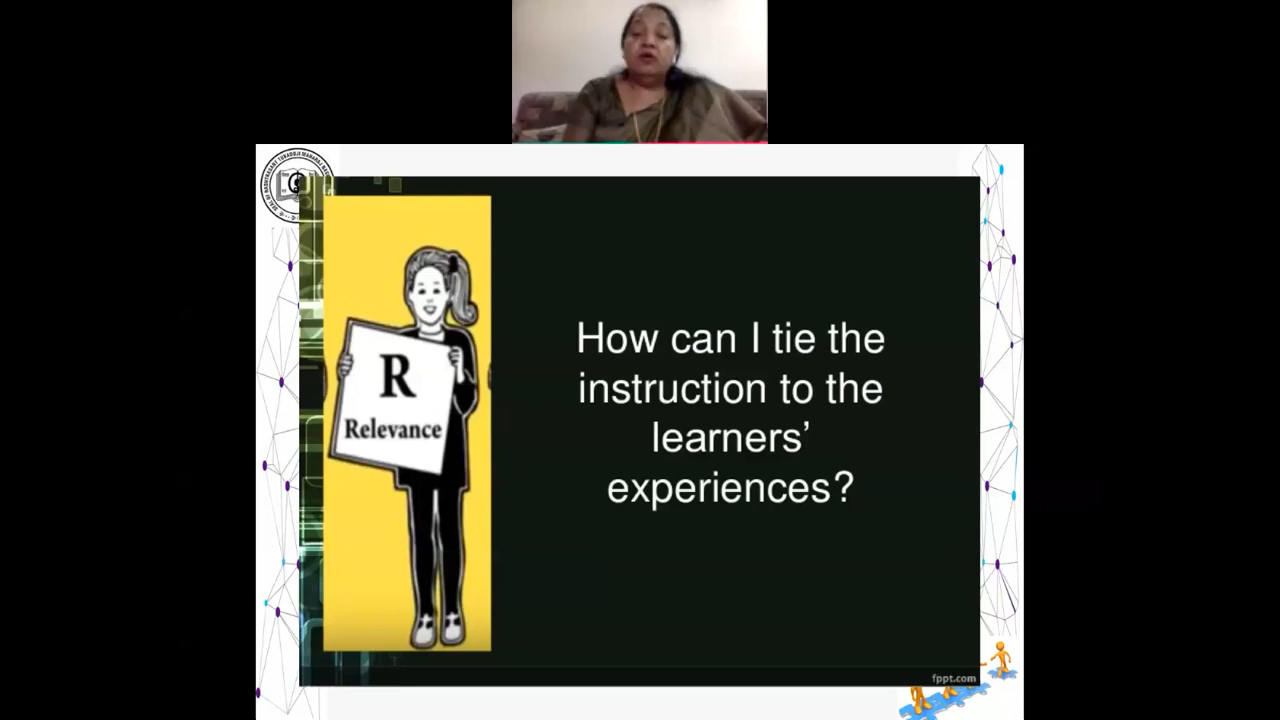 R
Relevance
How can I tie the
instruction to the
learners’
experiences?
fppt.com